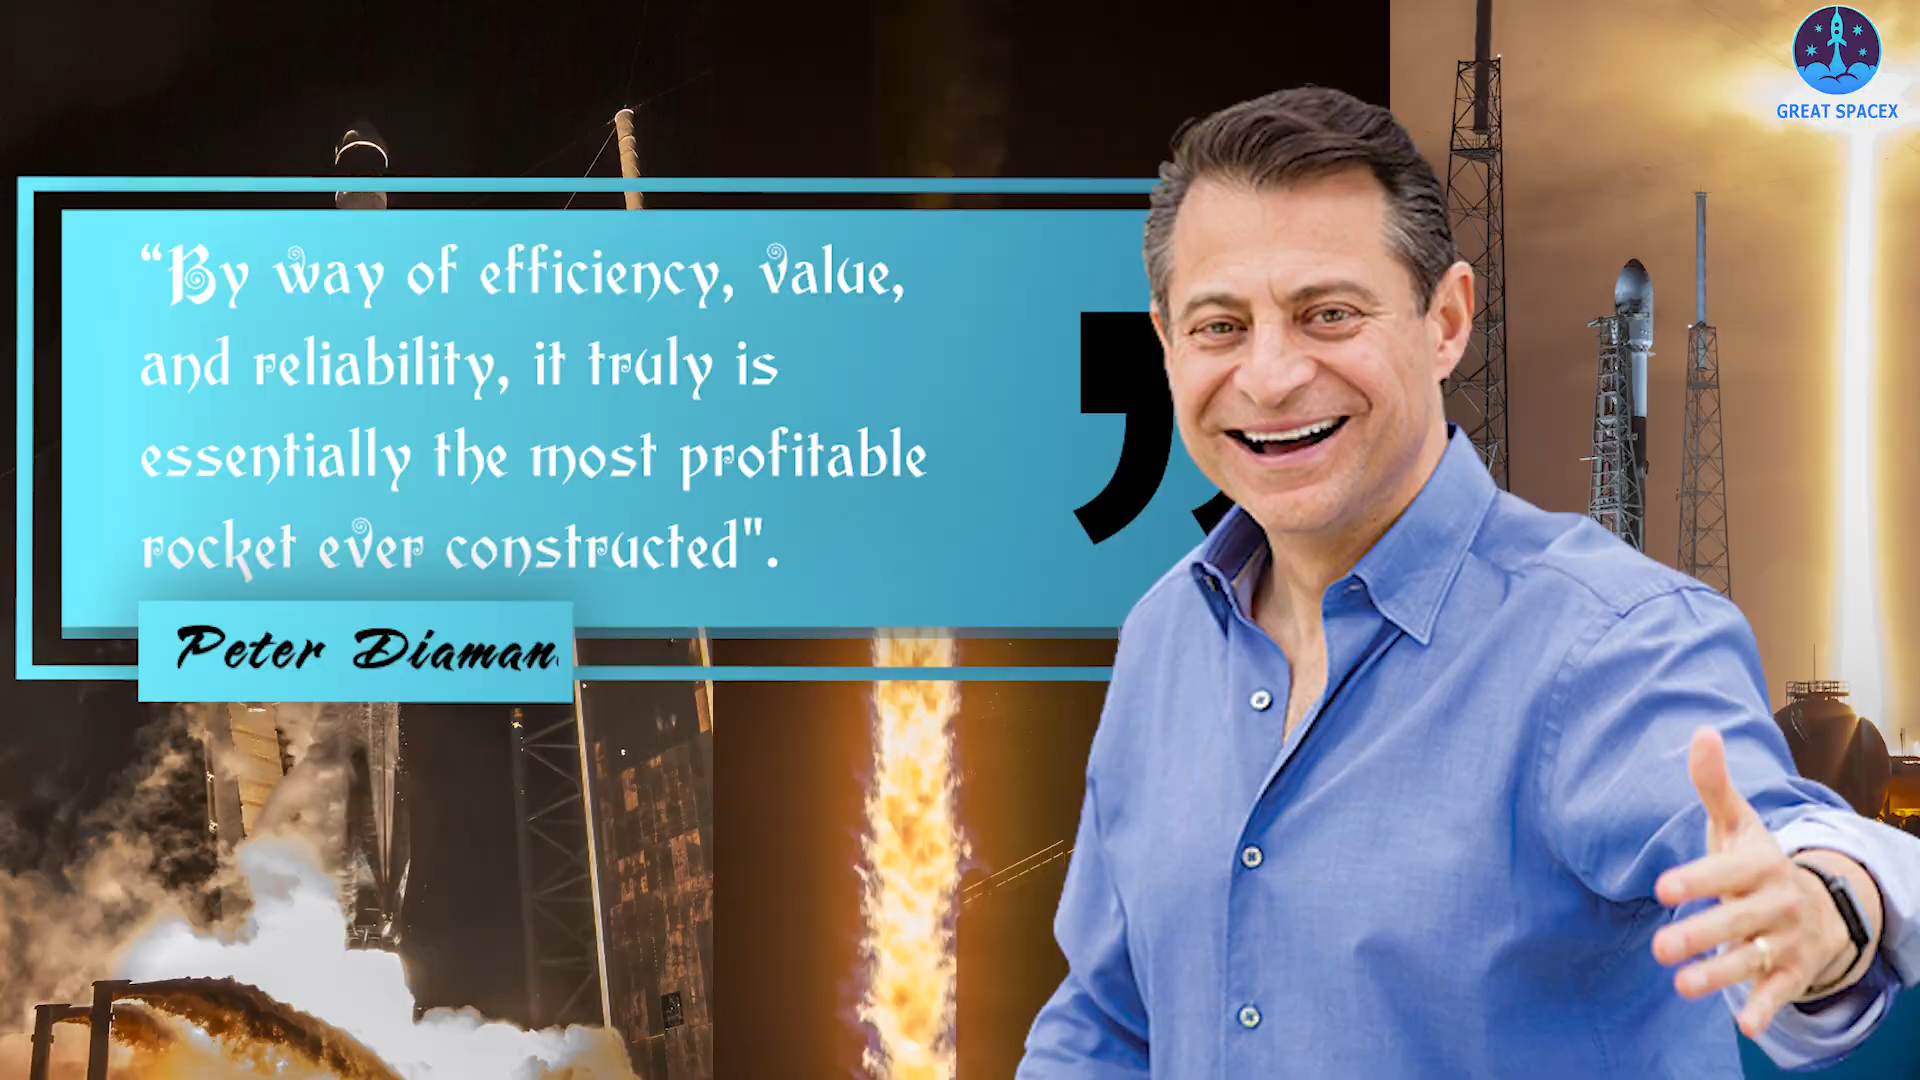 GREAT SPACEX
“By way of efficiency, value,
and reliability, it truly is
essentially the most profitable
rocket ever constructed".
Peter Diaman